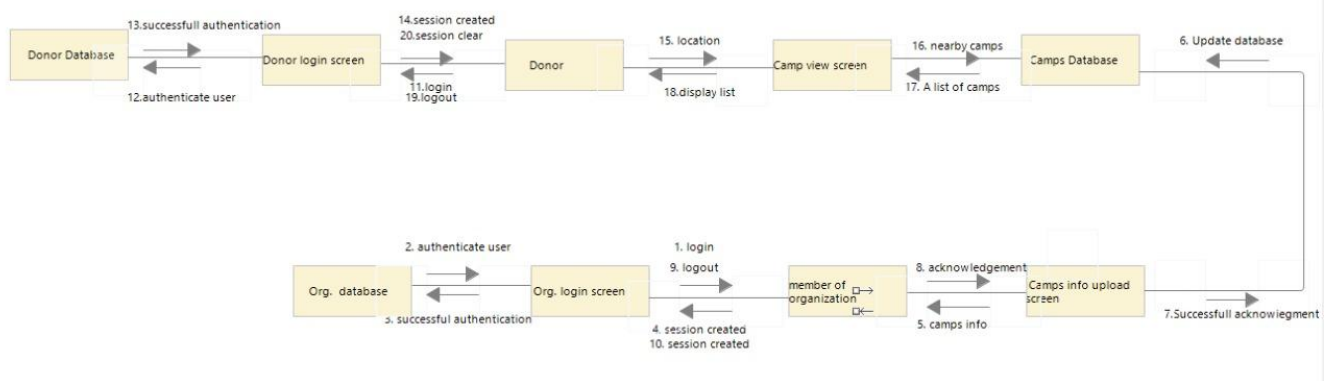 13.successfull authentication
14.session created
20.session clear
15. location
16. nearby camps
6. Update database
Donor Database
Donor login screen
Donor
Camp view screen
Camps Database
12.authenticate user
11.login
19.logout
18.display list
17. A list of camps
2. authenticate user
1. login
9. logout
8. acknowledgement
Org. database
Org. login screen
member of
organization
Camps info upload
screen
3. successful authentication
4. session created
10. session created
5. camps info
7.Successfull acknowiegment